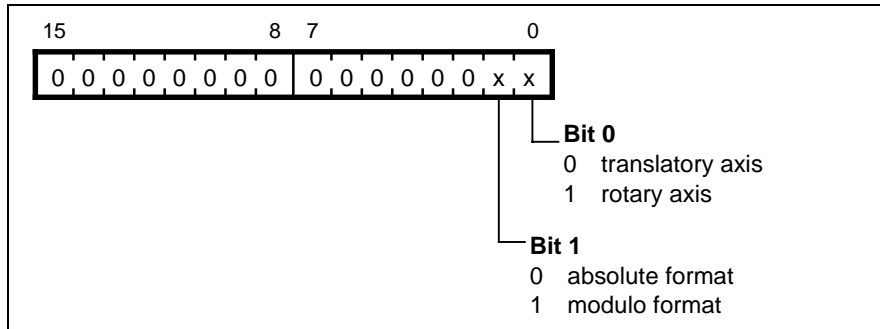 15 8 7 0
0 0 0 0 0 0 0 0 0 0 0 0 0 0 x x
Bit 0
0 translatory axis
1 rotary axis
Bit 1
0 absolute format
1 modulo format